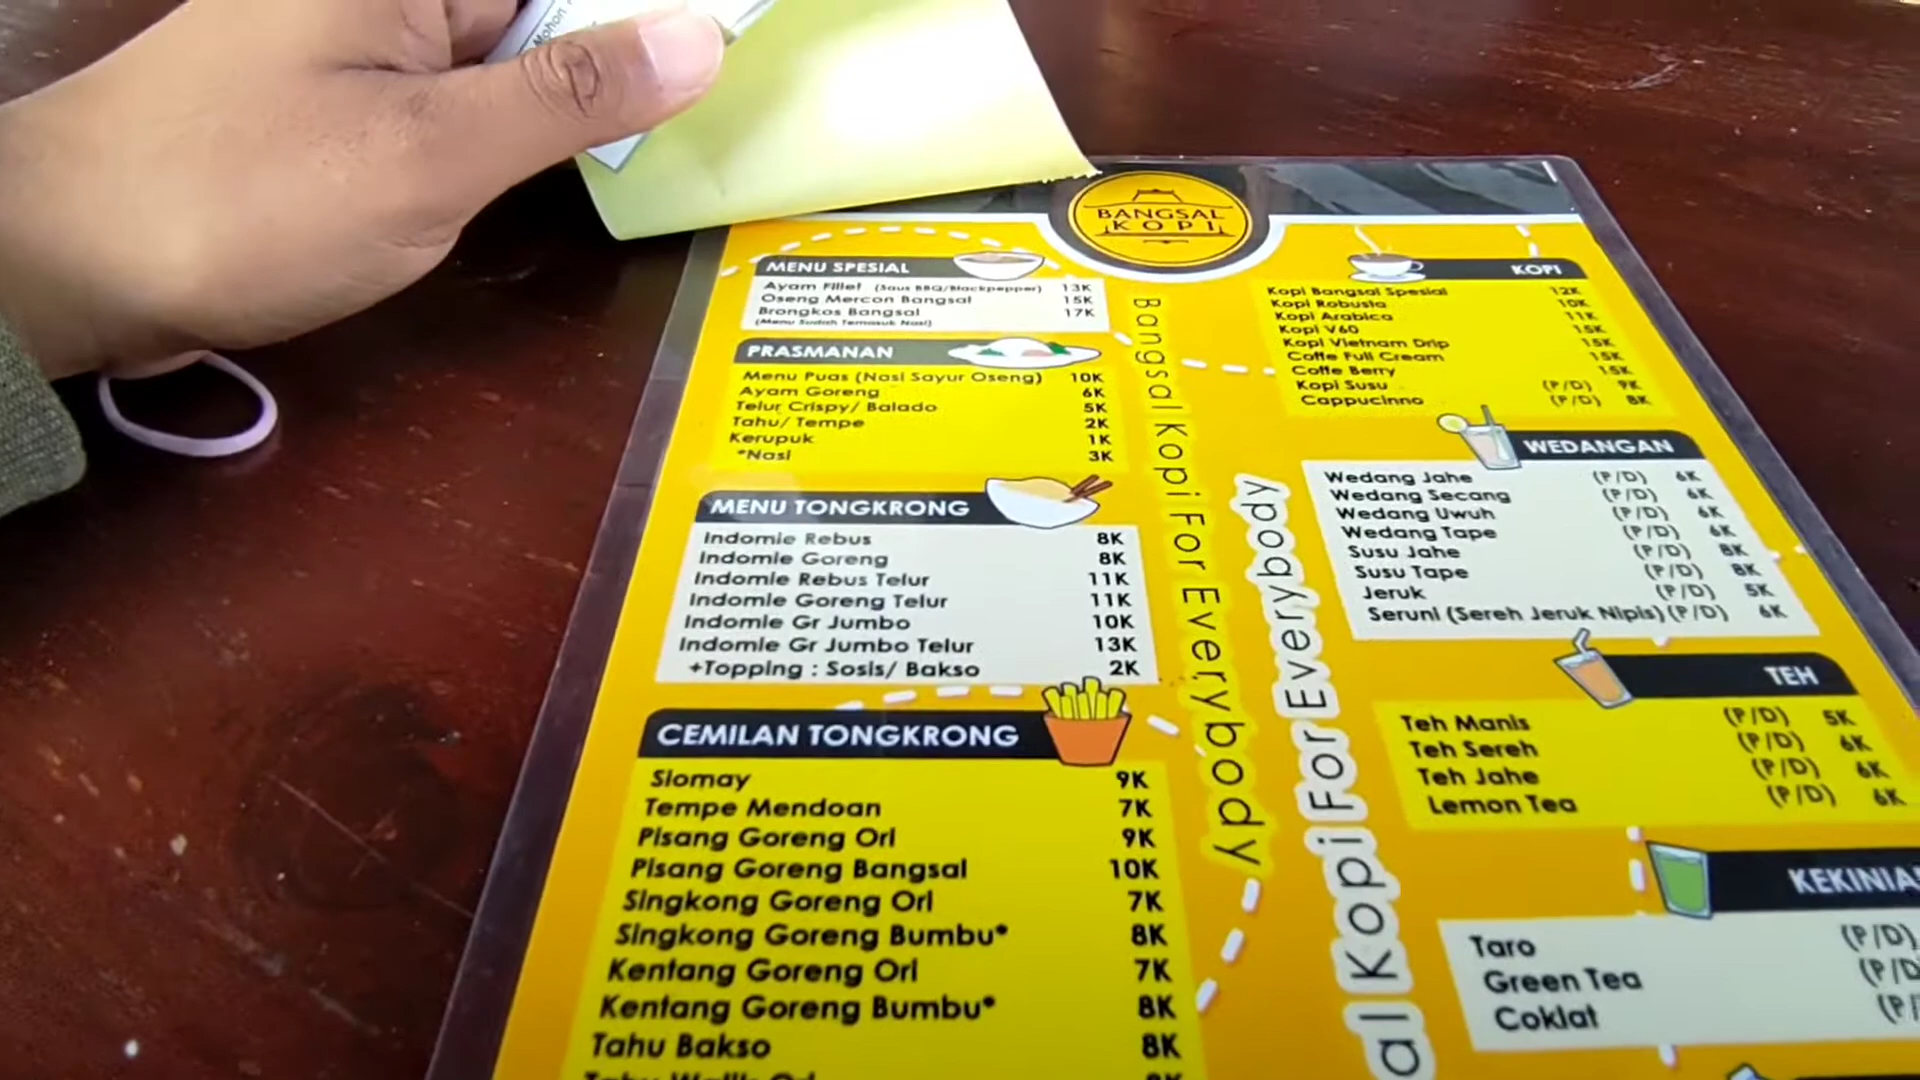 Mohon
BANGSAL
KOPI
MENU SPESIAL
Ayam Fillet (Saus BBQ/Blackpepper) 13K
Oseng Mercon Bangsal 15K
Brongkos Bangsal 17K
(Menu Sudah Termasuk Nasi)
PRASMANAN
Menu Puas (Nasi Sayur Oseng) 10K
Ayam Goreng 6K
Telur Crispy/ Balado 5K
Tahu/ Tempe 2K
Kerupuk 1K
*Nasi 3K
MENU TONGKRONG
Indomie Rebus 8K
Indomie Goreng 8K
Indomie Rebus Telur 11K
Indomie Goreng Telur 11K
Indomie Gr Jumbo 10K
Indomie Gr Jumbo Telur 13K
+Topping : Sosis/ Bakso 2K
CEMILAN TONGKRONG
Siomay 9K
Tempe Mendoan 7K
Pisang Goreng Ori 9K
Pisang Goreng Bangsal 10K
Singkong Goreng Ori 7K
Singkong Goreng Bumbu* 8K
Kentang Goreng Ori 7K
Kentang Goreng Bumbu* 8K
Tahu Bakso 8K
Bangsal Kopi For Everybody
al Kopi For Everybody
KOPI
Kopi Bangsal Spesial 12K
Kopi Robusta 10K
Kopi Arabica 11K
Kopi V60 15K
Kopi Vietnam Drip 15K
Coffe Full Cream 15K
Coffe Berry 15K
Kopi Susu (P/D) 9K
Cappucinno (P/D) 8K
WEDANGAN
Wedang Jahe (P/D) 6K
Wedang Secang (P/D) 6K
Wedang Uwuh (P/D) 6K
Wedang Tape (P/D) 6K
Susu Jahe (P/D) 8K
Susu Tape (P/D) 8K
Jeruk (P/D) 5K
Seruni (Sereh Jeruk Nipis) (P/D) 6K
TEH
Teh Manis (P/D) 5K
Teh Sereh (P/D) 6K
Teh Jahe (P/D) 6K
Lemon Tea (P/D) 6K
KEKINIA
Taro (P/D)
Green Tea (P/D
Coklat (P/